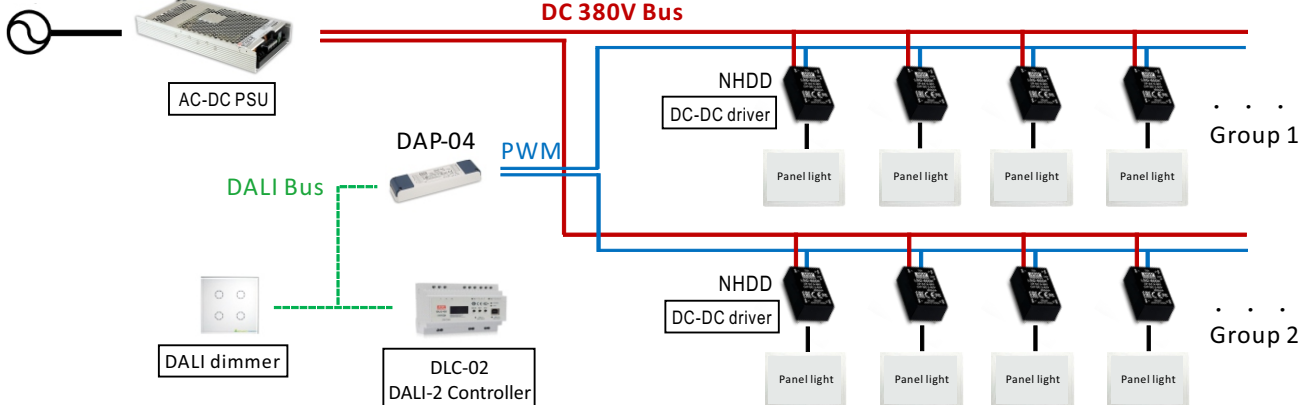 DC 380V Bus
AC-DC PSU
NHDD
DC-DC driver
Panel light
Panel light
Panel light
Panel light
. . .
Group 1
DAP-04
PWM
DALI Bus
NHDD
DC-DC driver
Panel light
Panel light
Panel light
Panel light
. . .
Group 2
DALI dimmer
DLC-02
DALI-2 Controller